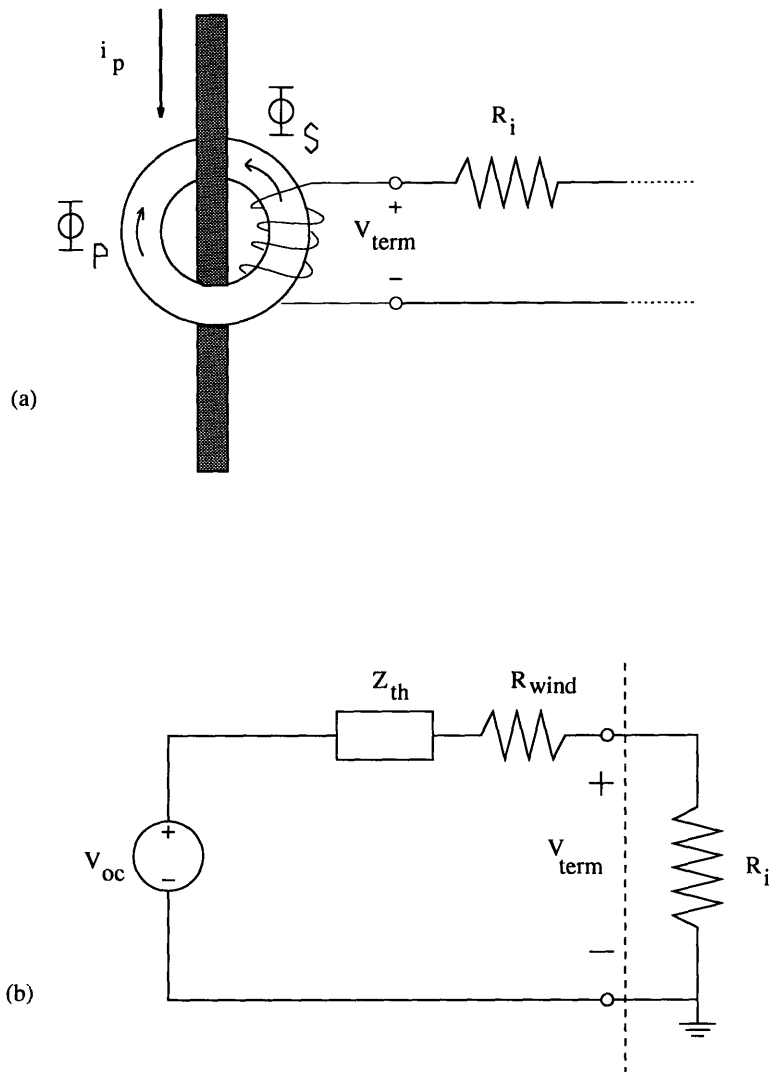 i p
Φ S
R i
Φ P
+
V term
-
(a)
Z th
R wind
+
+
V oc
V term
R i
-
−
(b)